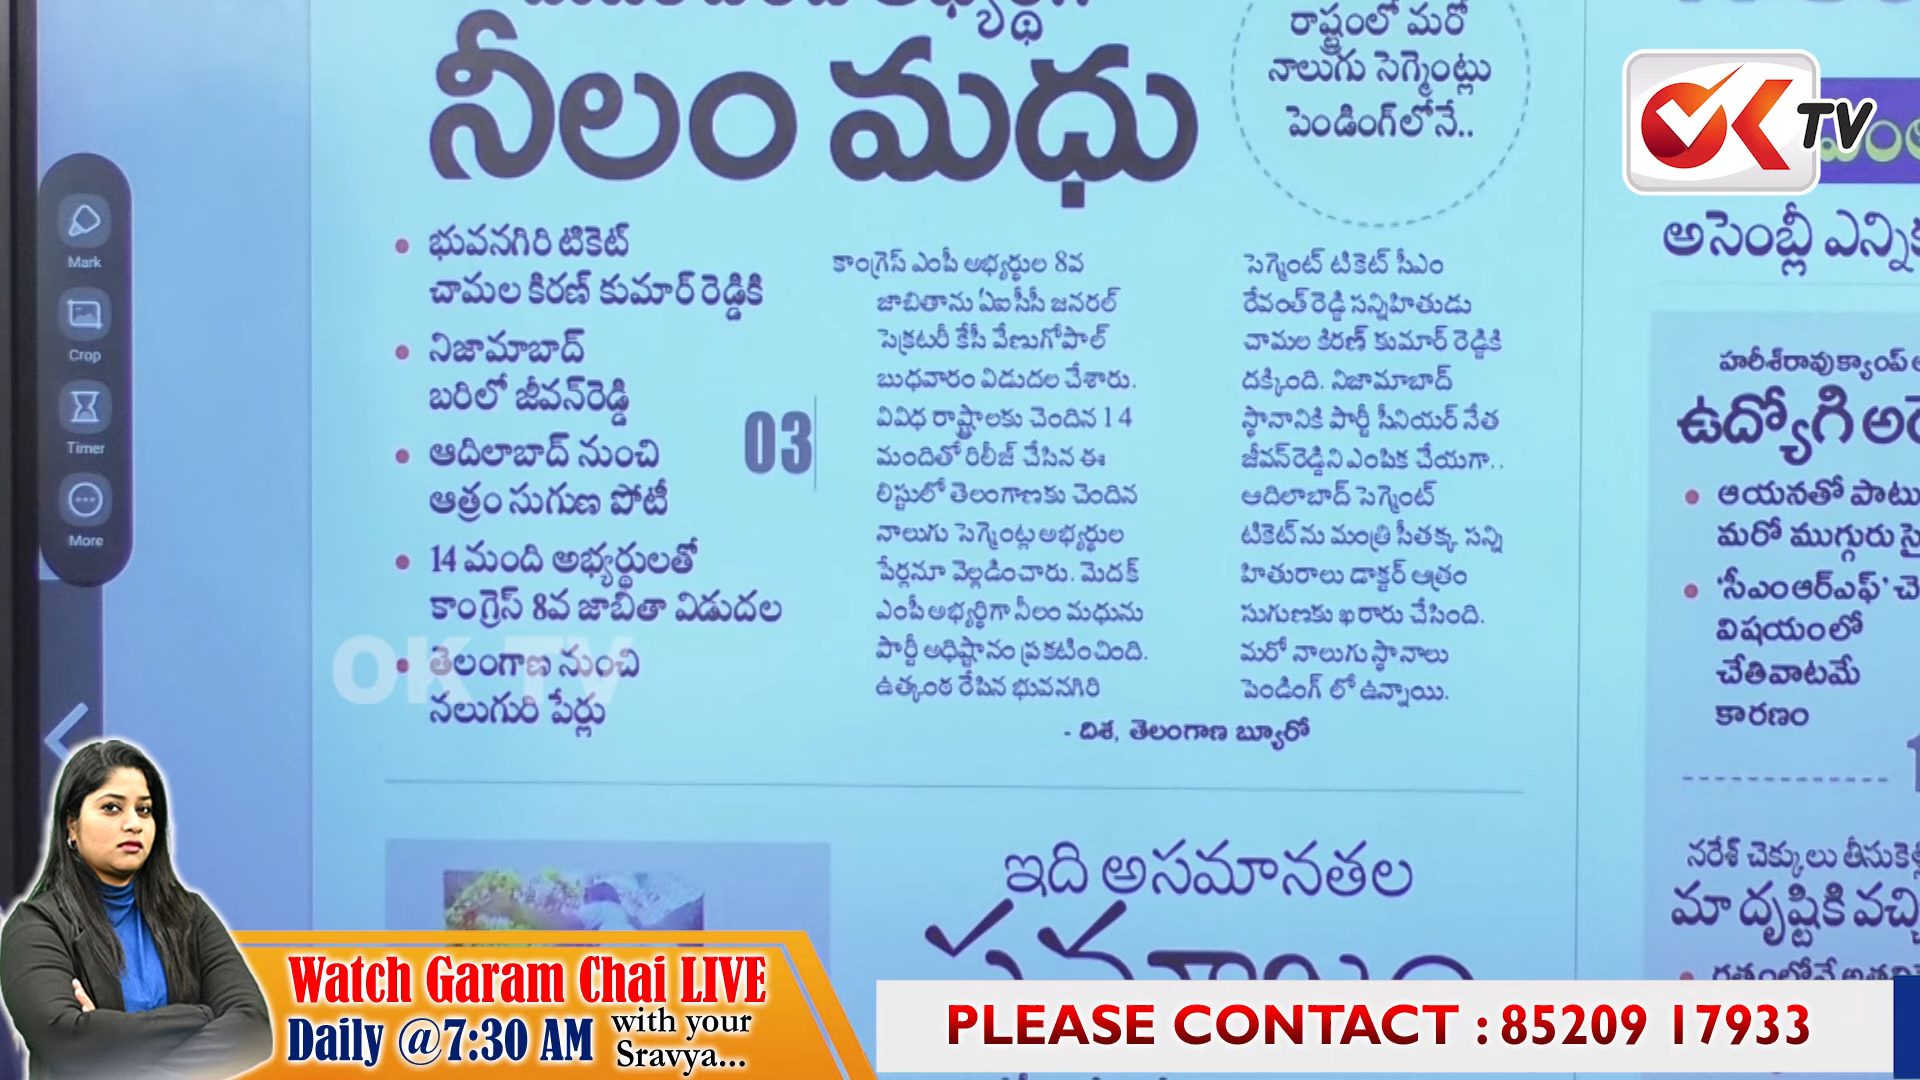 నీలం మధు
రాష్ట్రంలో మరో
నాలుగు సెగ్మెంట్లు
పెండింగ్‌లోనే..
OK TV
Mark
Crop
Timer
More
• భువనగిరి టికెట్
చామల కిరణ్ కుమార్ రెడ్డికి
• నిజామాబాద్
బరిలో జీవన్‌రెడ్డి
• ఆదిలాబాద్ నుంచి
ఆత్రం సుగుణ పోటీ
• 14 మంది అభ్యర్థులతో
కాంగ్రెస్ 8వ జాబితా విడుదల
• తెలంగాణ నుంచి
నలుగురి పేర్లు
OK TV
03
కాంగ్రెస్ ఎంపీ అభ్యర్థుల 8వ
జాబితాను ఏఐసీసీ జనరల్
సెక్రటరీ కేసీ వేణుగోపాల్
బుధవారం విడుదల చేశారు.
వివిధ రాష్ట్రాలకు చెందిన 14
మందితో రిలీజ్ చేసిన ఈ
లిస్టులో తెలంగాణకు చెందిన
నాలుగు సెగ్మెంట్ల అభ్యర్థుల
పేర్లనూ వెల్లడించారు. మెదక్
ఎంపీ అభ్యర్థిగా నీలం మధును
పార్టీ అధిష్టానం ప్రకటించింది.
ఉత్కంఠ రేపిన భువనగిరి
సెగ్మెంట్ టికెట్ సీఎం
రేవంత్‌రెడ్డి సన్నిహితుడు
చామల కిరణ్ కుమార్ రెడ్డికి
దక్కింది. నిజామాబాద్
స్థానానికి పార్టీ సీనియర్ నేత
జీవన్‌రెడ్డిని ఎంపిక చేయగా..
ఆదిలాబాద్ సెగ్మెంట్
టికెట్‌ను మంత్రి సీతక్క సన్ని
హితురాలు డాక్టర్ ఆత్రం
సుగుణకు ఖరారు చేసింది.
మరో నాలుగు స్థానాలు
పెండింగ్ లో ఉన్నాయి.
- దిశ, తెలంగాణ బ్యూరో
ఇది అసమానతల
అసెంబ్లీ
హరీశ్‌రావు క్యాంప్
ఉద్యోగి
• ఆయనతో పాటు
మరో ముగ్గురు
• 'సీఎంఆర్ఎఫ్'
విషయంలో
చేతివాటమే
కారణం
నరేశ్ చెక్కులు
మా దృష్టికి
Watch Garam Chai LIVE
Daily @7:30 AM
with your
Sravya...
PLEASE CONTACT : 85209 17933